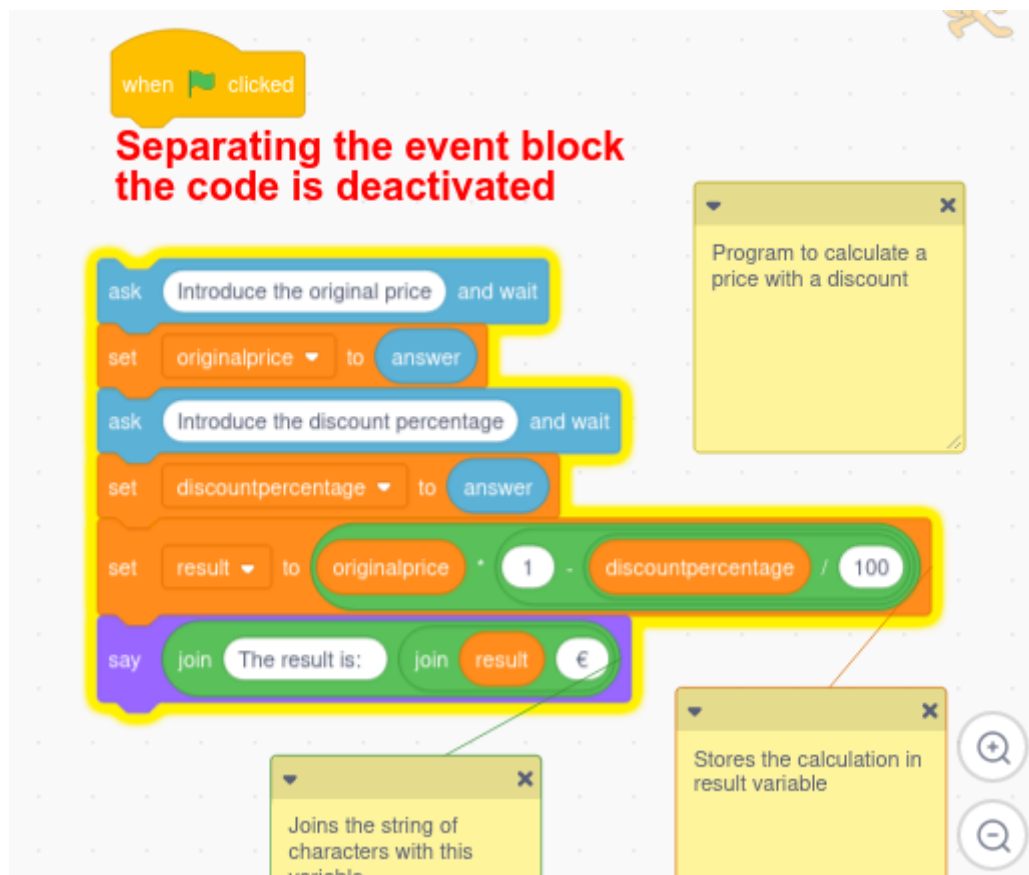 when clicked
Separating the event block
the code is deactivated
Program to calculate a
price with a discount
ask Introduce the original price and wait
set originalprice to answer
ask Introduce the discount percentage and wait
set discountpercentage to answer
set result to originalprice * 1 - discountpercentage / 100
say join The result is: join result €
Stores the calculation in
result variable
Joins the string of
characters with this
variable